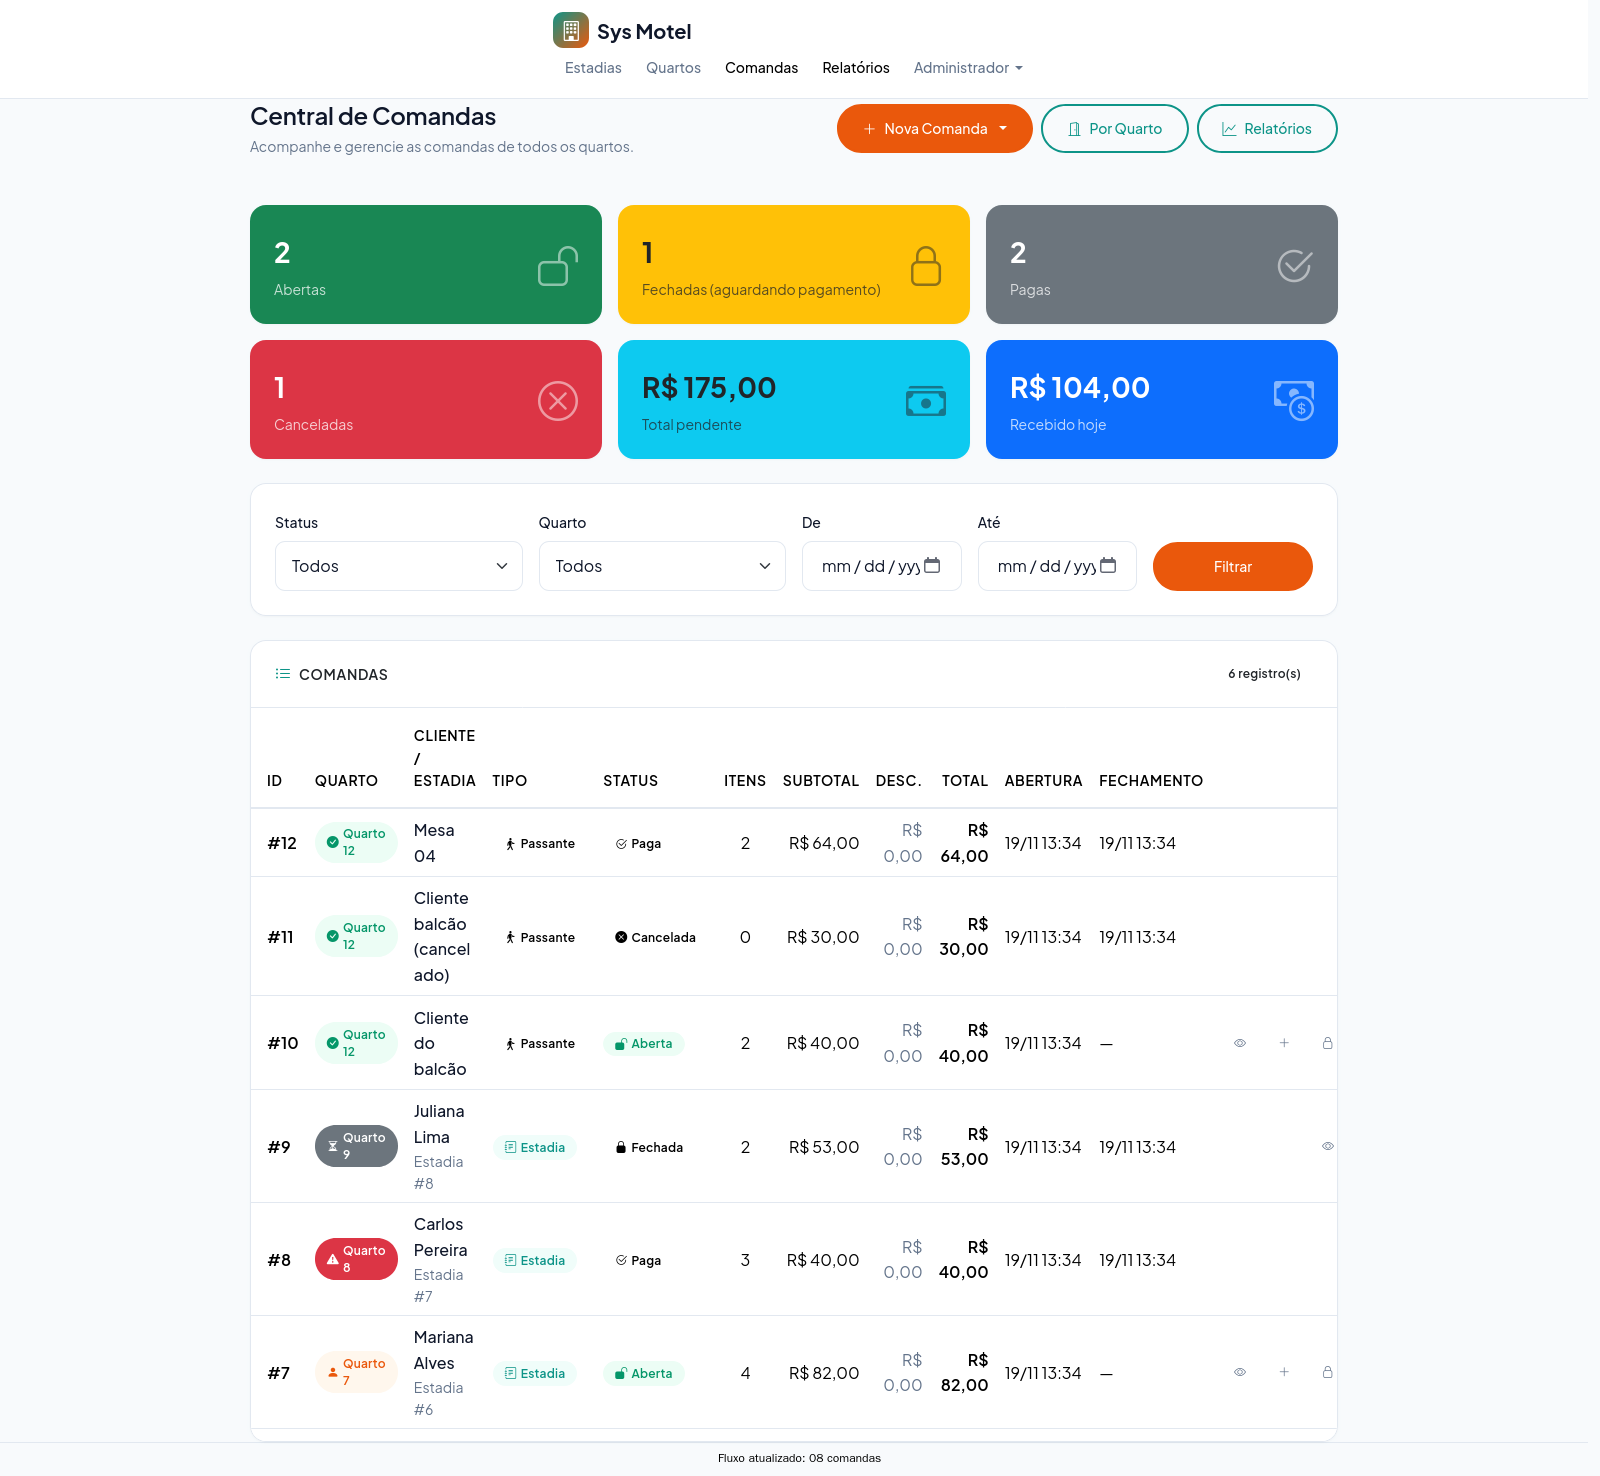 Sys Motel
Estadias Quartos Comandas Relatórios Administrador
Central de Comandas
Acompanhe e gerencie as comandas de todos os quartos.
Nova Comanda Por Quarto Relatórios
2
Abertas
1
Fechadas (aguardando pagamento)
2
Pagas
1
Canceladas
R$ 175,00
Total pendente
R$ 104,00
Recebido hoje
Status Quarto De Até
Todos Todos mm / dd / yyy mm / dd / yyy Filtrar
COMANDAS 6 registro(s)
ID QUARTO CLIENTE / ESTADIA TIPO STATUS ITENS SUBTOTAL DESC. TOTAL ABERTURA FECHAMENTO
#12 Quarto 12 Mesa 04 Passante Paga 2 R$ 64,00 R$ 0,00 R$ 64,00 19/11 13:34 19/11 13:34
#11 Quarto 12 Cliente balcão (cancelado) Passante Cancelada 0 R$ 30,00 R$ 0,00 R$ 30,00 19/11 13:34 19/11 13:34
#10 Quarto 12 Cliente do balcão Passante Aberta 2 R$ 40,00 R$ 0,00 R$ 40,00 19/11 13:34 —
#9 Quarto 9 Juliana Lima Estadia #8 Estadia Fechada 2 R$ 53,00 R$ 0,00 R$ 53,00 19/11 13:34 19/11 13:34
#8 Quarto 8 Carlos Pereira Estadia #7 Estadia Paga 3 R$ 40,00 R$ 0,00 R$ 40,00 19/11 13:34 19/11 13:34
#7 Quarto 7 Mariana Alves Estadia #6 Estadia Aberta 4 R$ 82,00 R$ 0,00 R$ 82,00 19/11 13:34 —
Fluxo atualizado: 08 comandas